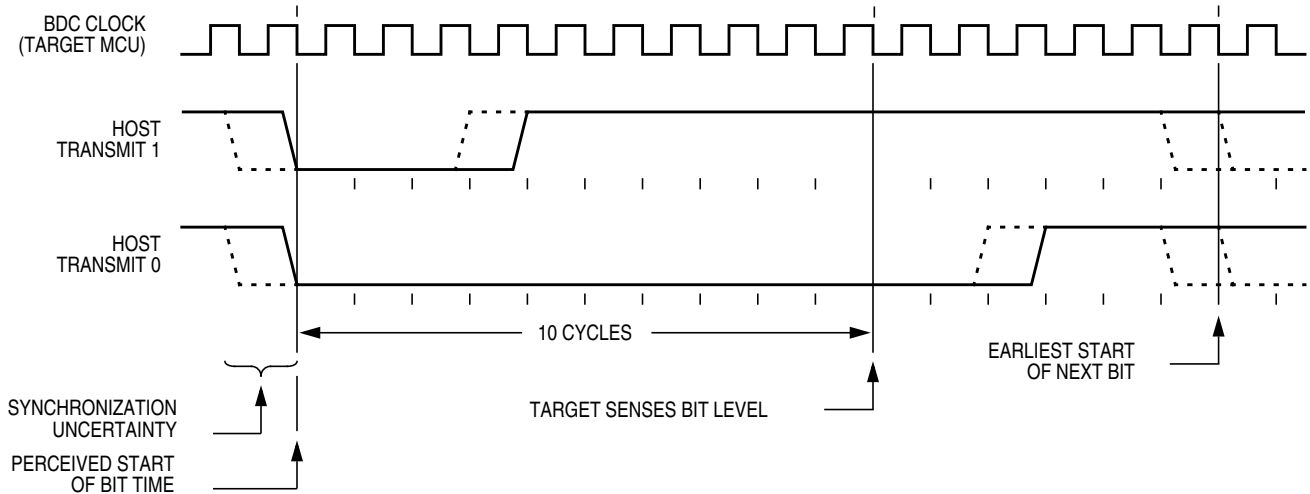 BDC CLOCK
(TARGET MCU)
HOST
TRANSMIT 1
HOST
TRANSMIT 0
10 CYCLES
EARLIEST START
OF NEXT BIT
SYNCHRONIZATION
UNCERTAINTY
TARGET SENSES BIT LEVEL
PERCEIVED START
OF BIT TIME